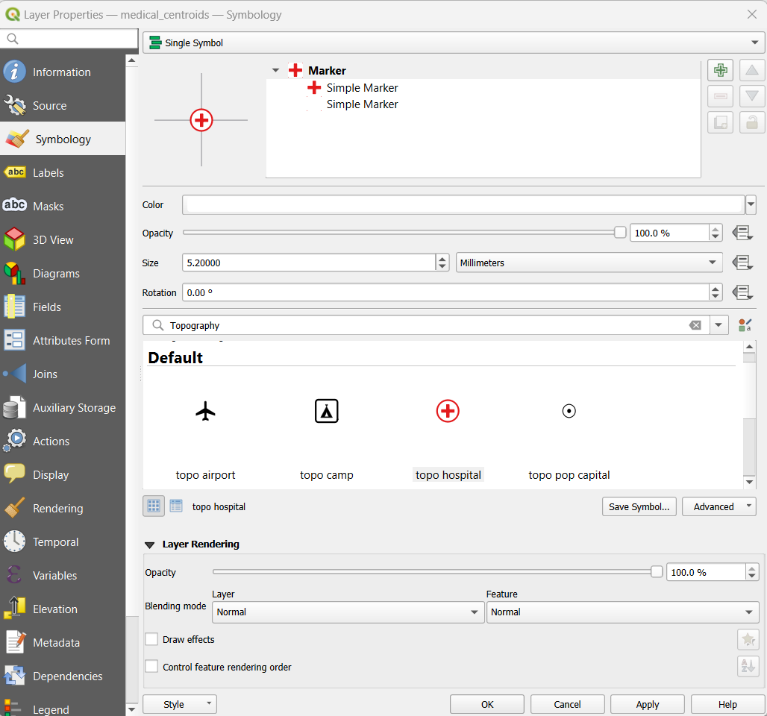 Layer Properties — medical_centroids — Symbology
Single Symbol
Information
Source
Symbology
abc Labels
abc Masks
3D View
Diagrams
Fields
Attributes Form
Joins
Auxiliary Storage
Actions
Display
Rendering
Temporal
Variables
Elevation
Metadata
Dependencies
Legend
Marker
Simple Marker
Simple Marker
Color
Opacity
100.0 %
Size
5.20000
Millimeters
Rotation
0.00 °
Topography
Default
topo airport
topo camp
topo hospital
topo pop capital
topo hospital
Save Symbol...
Advanced
Layer Rendering
Opacity
100.0 %
Blending mode
Layer
Normal
Feature
Normal
Draw effects
Control feature rendering order
Style
OK
Cancel
Apply
Help